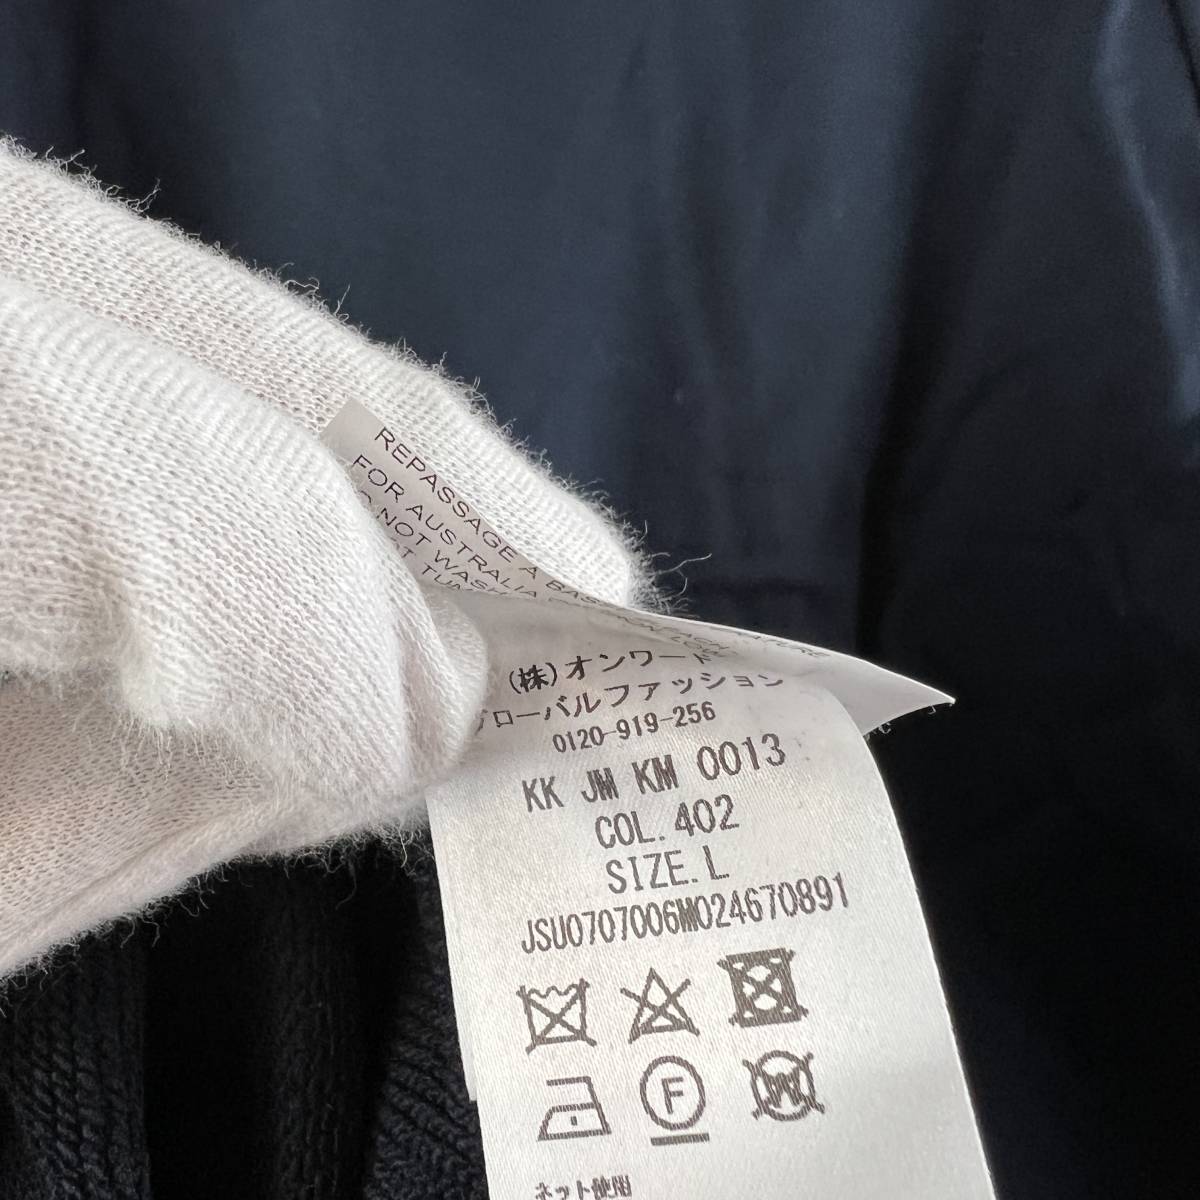 REPASSAGE A
FOR AUSTRALIA
NOT WASH
(株)オンワード
グローバルファッション
0120-919-256
KK JM KM 0013
COL.402
SIZE.L
JSU0707006M024670891
F
W
ネット使用